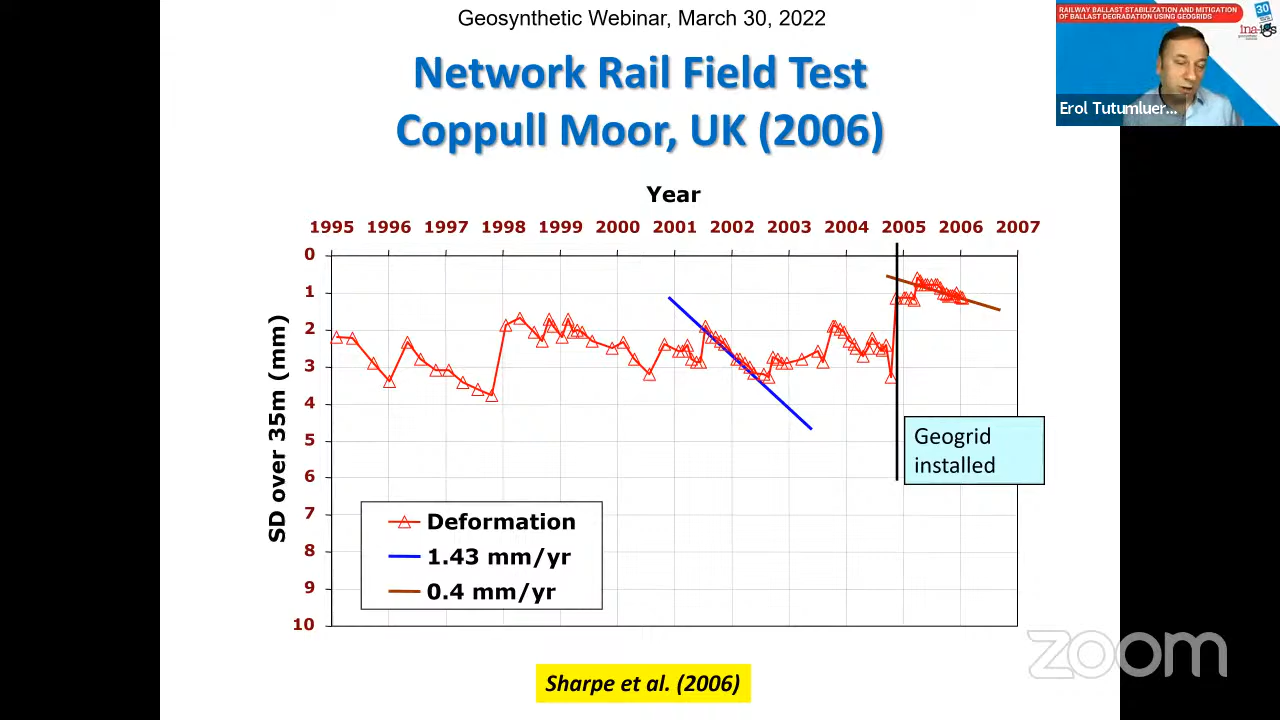 Geosynthetic Webinar, March 30, 2022
RAILWAY BALLAST STABILIZATION AND MITIGATION
OF BALLAST DEGRADATION USING GEOGRIDS
30
ina-igs
Erol Tutumluer...
Network Rail Field Test
Coppull Moor, UK (2006)
Year
1995 1996 1997 1998 1999 2000 2001 2002 2003 2004 2005 2006 2007
0
1
2
3
4
5
6
7
8
9
10
SD over 35m (mm)
Geogrid
installed
Deformation
1.43 mm/yr
0.4 mm/yr
Sharpe et al. (2006)
zoom